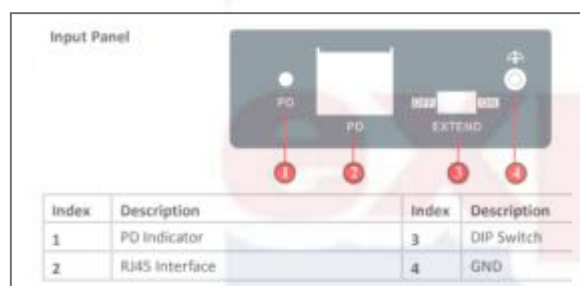 Input Panel
PD
PD
OFF ON
EXTEND
1 2 3 4
Index Description Index Description
1 PD Indicator 3 DIP Switch
2 RJ45 Interface 4 GND